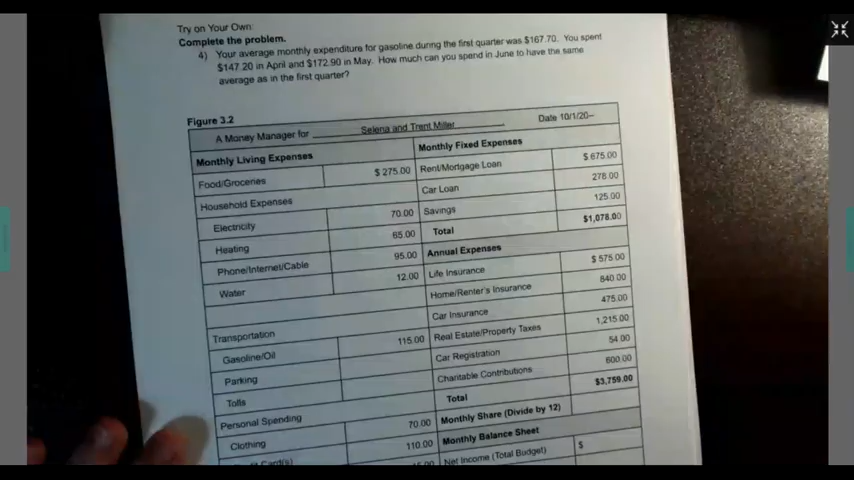 Try on Your Own:
Complete the problem.
4) Your average monthly expenditure for gasoline during the first quarter was $167.70. You spent
$147.20 in April and $172.90 in May. How much can you spend in June to have the same
average as in the first quarter?
Figure 3.2
A Money Manager for Selena and Trent Miller Date 10/1/20--
Monthly Living Expenses Monthly Fixed Expenses
Food/Groceries $ 275.00 Rent/Mortgage Loan $ 675.00
Household Expenses Car Loan 278.00
Electricity 70.00 Savings 125.00
Heating 65.00 Total $1,078.00
Phone/Internet/Cable 95.00 Annual Expenses
Water 12.00 Life Insurance $ 575.00
Home/Renter's Insurance 840.00
Transportation Car Insurance 475.00
Gasoline/Oil 115.00 Real Estate/Property Taxes 1,215.00
Parking Car Registration 54.00
Tolls Charitable Contributions 600.00
Personal Spending Total $3,759.00
Clothing 70.00 Monthly Share (Divide by 12)
Credit Card(s) 110.00 Monthly Balance Sheet
Net Income (Total Budget) $